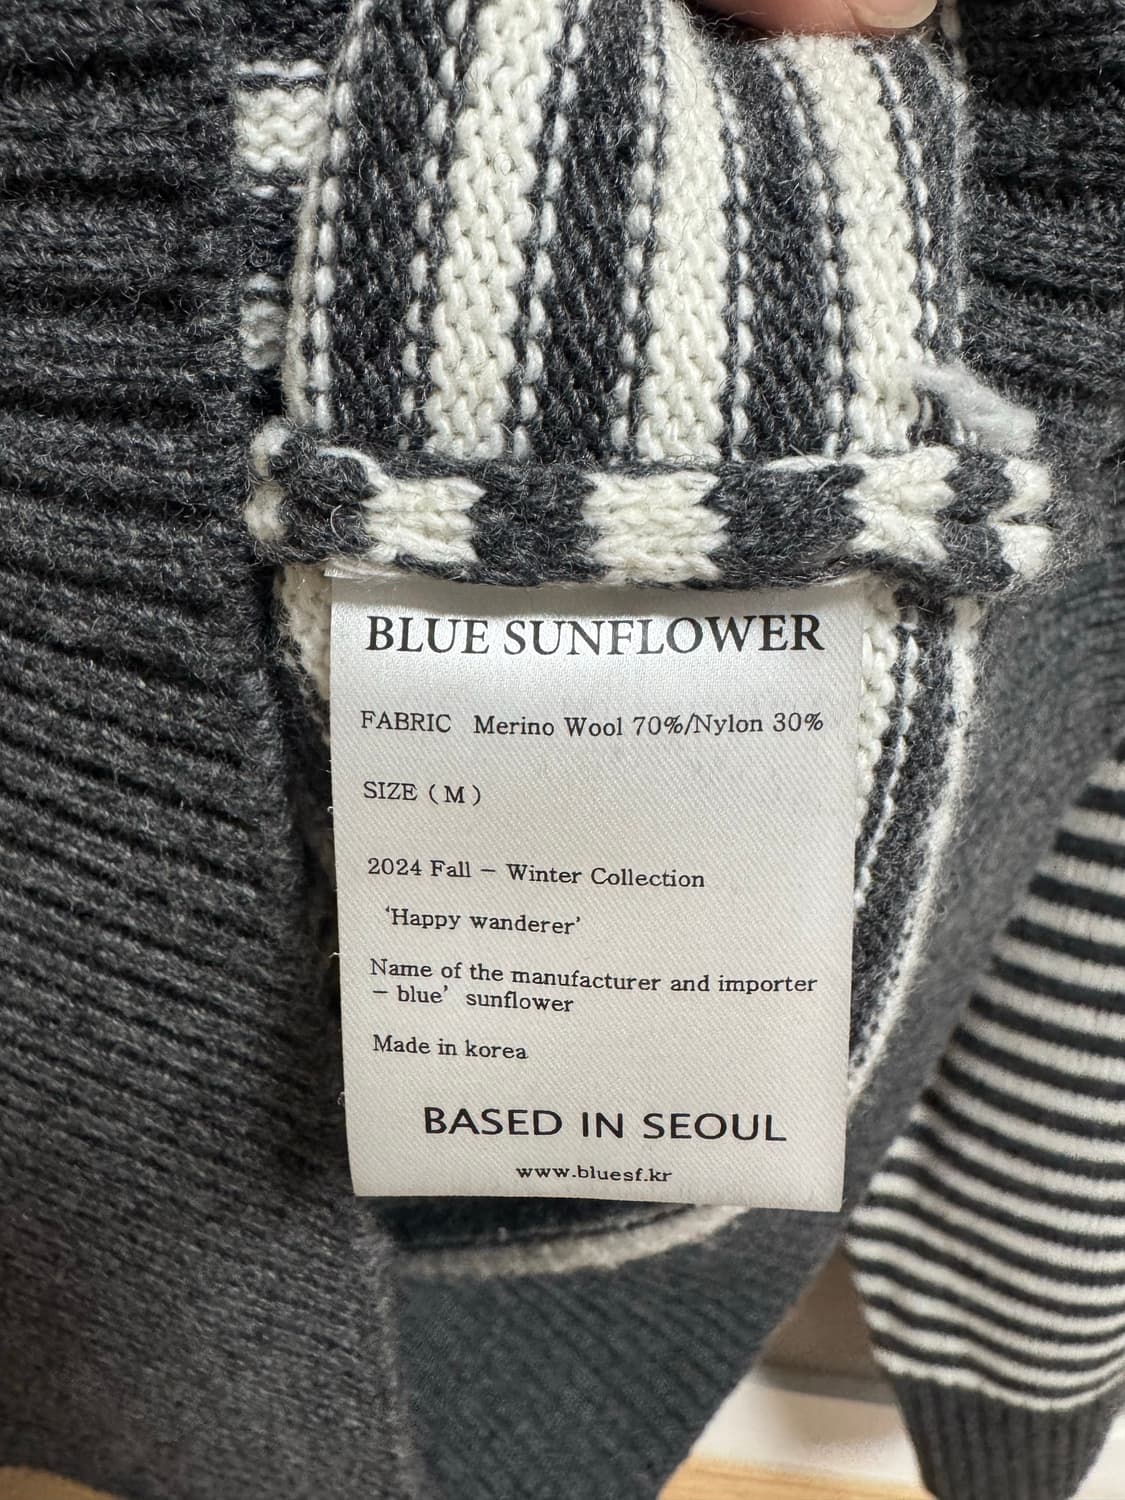 BLUE SUNFLOWER
FABRIC Merino Wool 70%/Nylon 30%
SIZE ( M )
2024 Fall – Winter Collection
‘Happy wanderer’
Name of the manufacturer and importer
– blue’ sunflower
Made in korea
BASED IN SEOUL
www.bluesf.kr